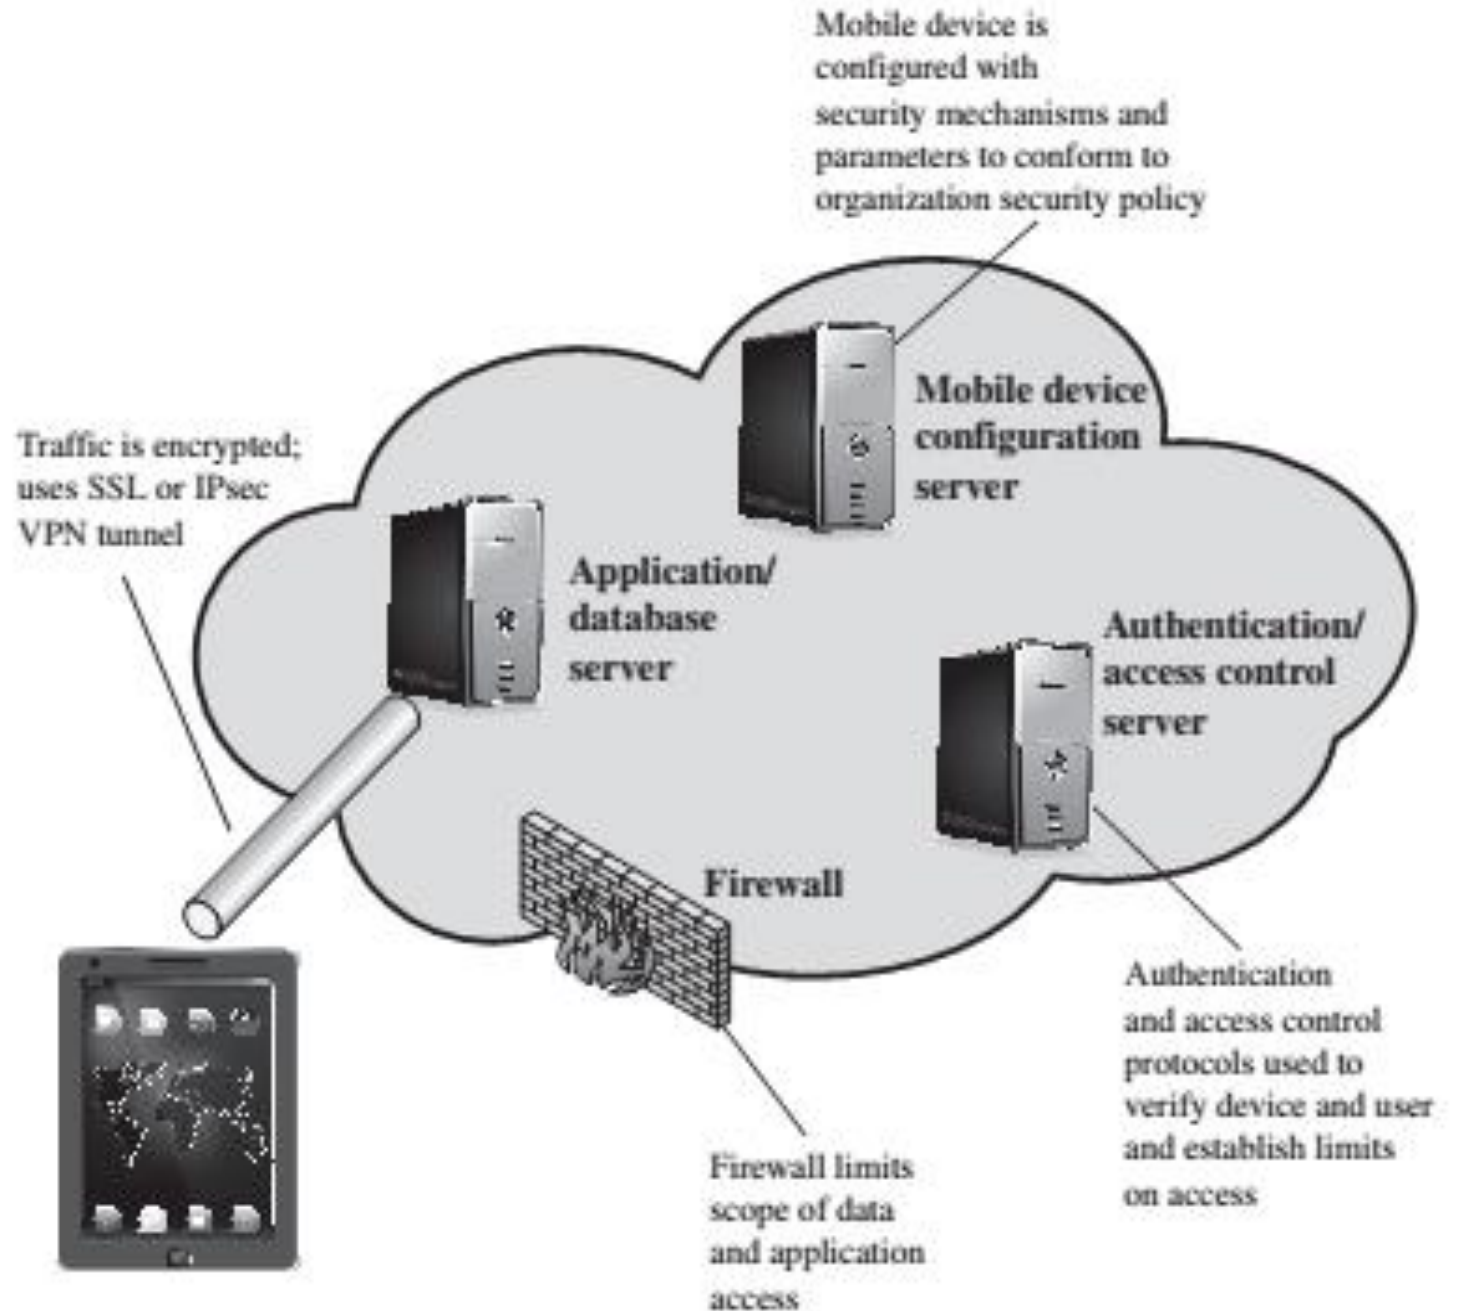 Mobile device is
configured with
security mechanisms and
parameters to conform to
organization security policy
Mobile device
configuration
server
Traffic is encrypted;
uses SSL or IPsec
VPN tunnel
Application/
database
server
Authentication/
access control
server
Firewall
Authentication
and access control
protocols used to
verify device and user
and establish limits
on access
Firewall limits
scope of data
and application
access